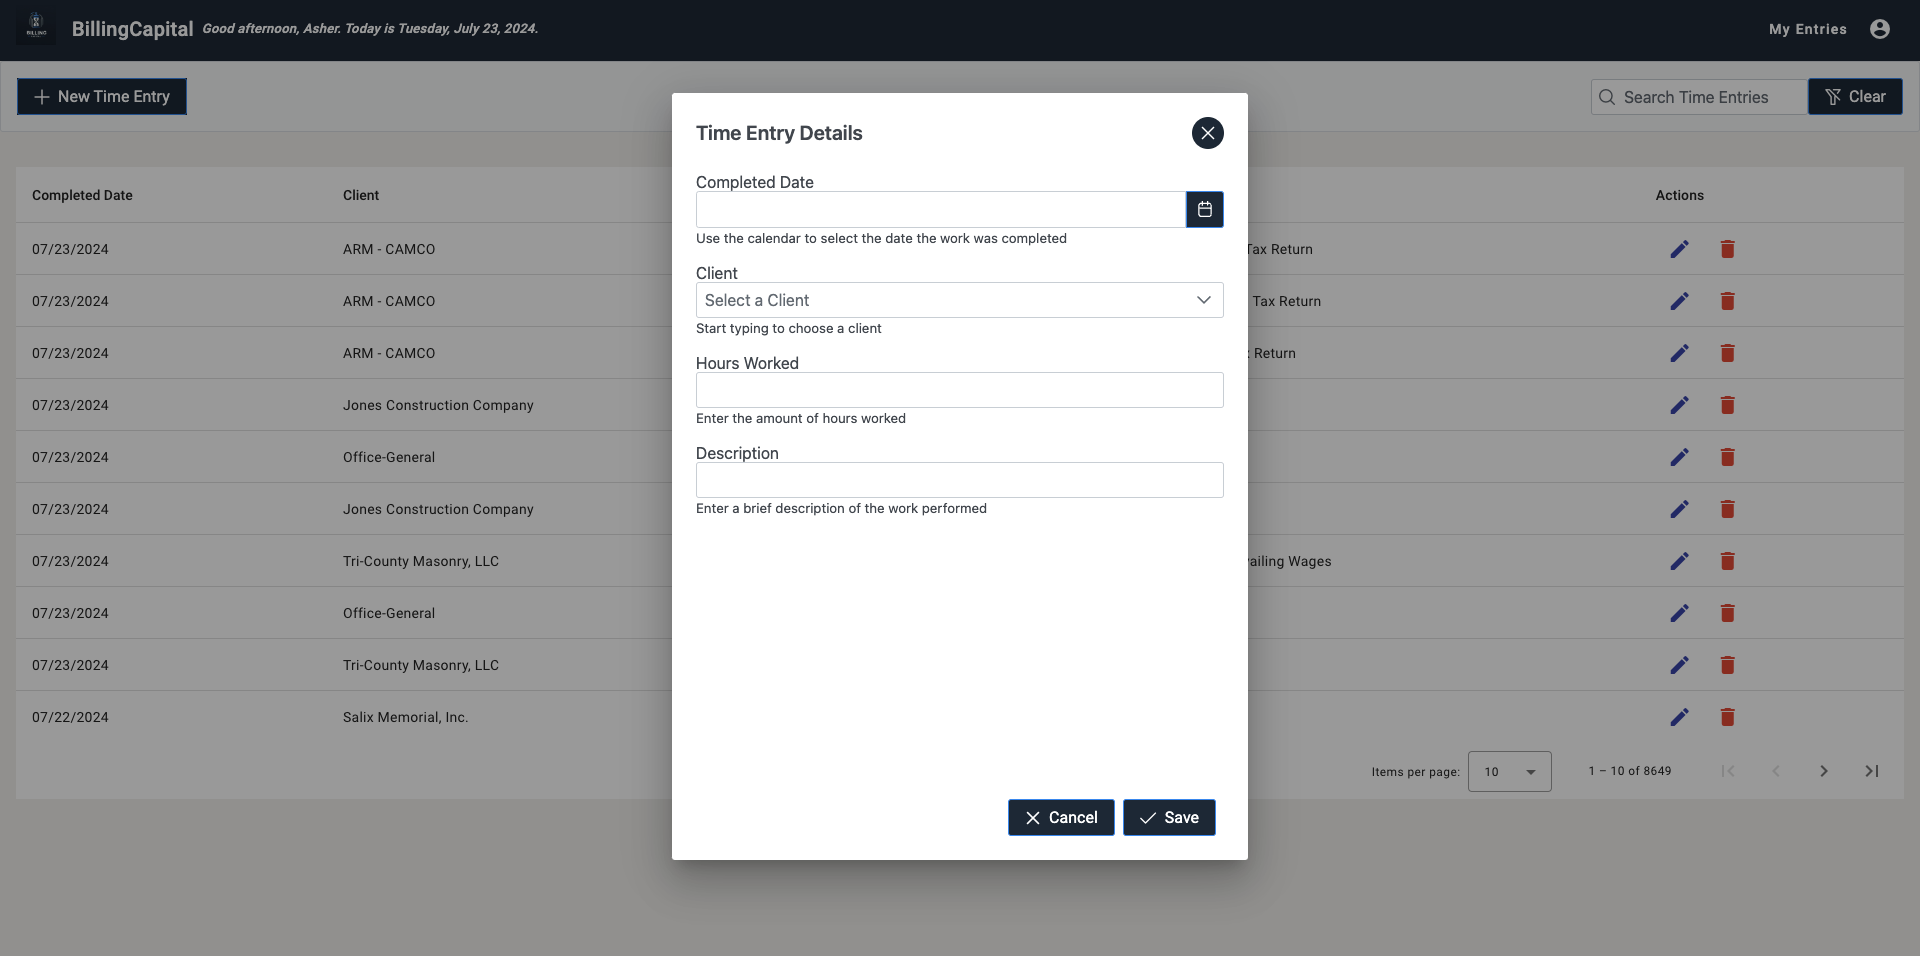 BILLING
BillingCapital Good afternoon, Asher. Today is Tuesday, July 23, 2024.
My Entries
New Time Entry
Search Time Entries
Clear
Time Entry Details
Completed Date
Use the calendar to select the date the work was completed
Client
Select a Client
Start typing to choose a client
Hours Worked
Enter the amount of hours worked
Description
Enter a brief description of the work performed
Cancel
Save
Completed Date Client Actions
07/23/2024 ARM - CAMCO Tax Return
07/23/2024 ARM - CAMCO Tax Return
07/23/2024 ARM - CAMCO Return
07/23/2024 Jones Construction Company
07/23/2024 Office-General
07/23/2024 Jones Construction Company
07/23/2024 Tri-County Masonry, LLC Wages
07/23/2024 Office-General
07/23/2024 Tri-County Masonry, LLC
07/22/2024 Salix Memorial, Inc.
Items per page: 10 1 – 10 of 8649